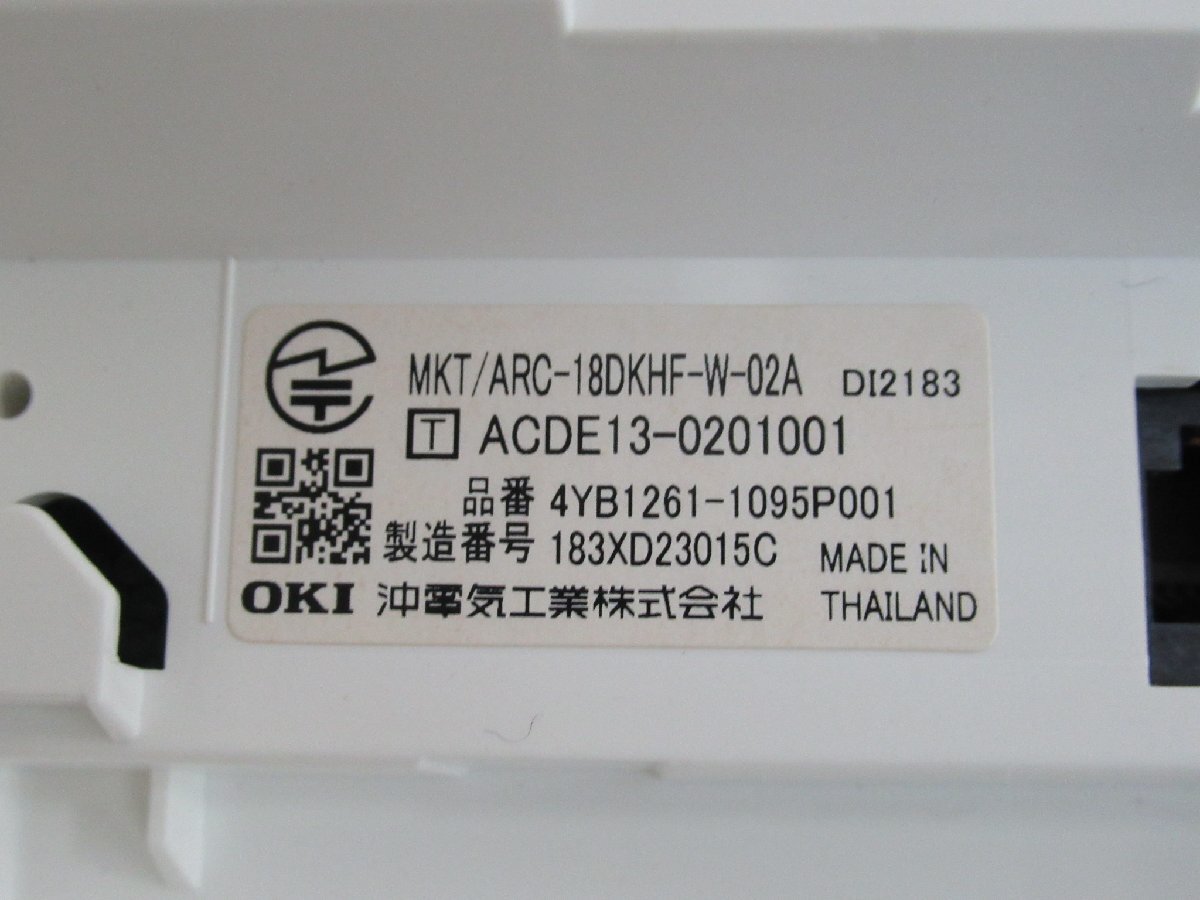 MKT/ARC-18DKHF-W-02A DI2183
T ACDE13-0201001
品番 4YB1261-1095P001
製造番号 183XD23015C MADE IN
OKI 沖電気工業株式会社 THAILAND